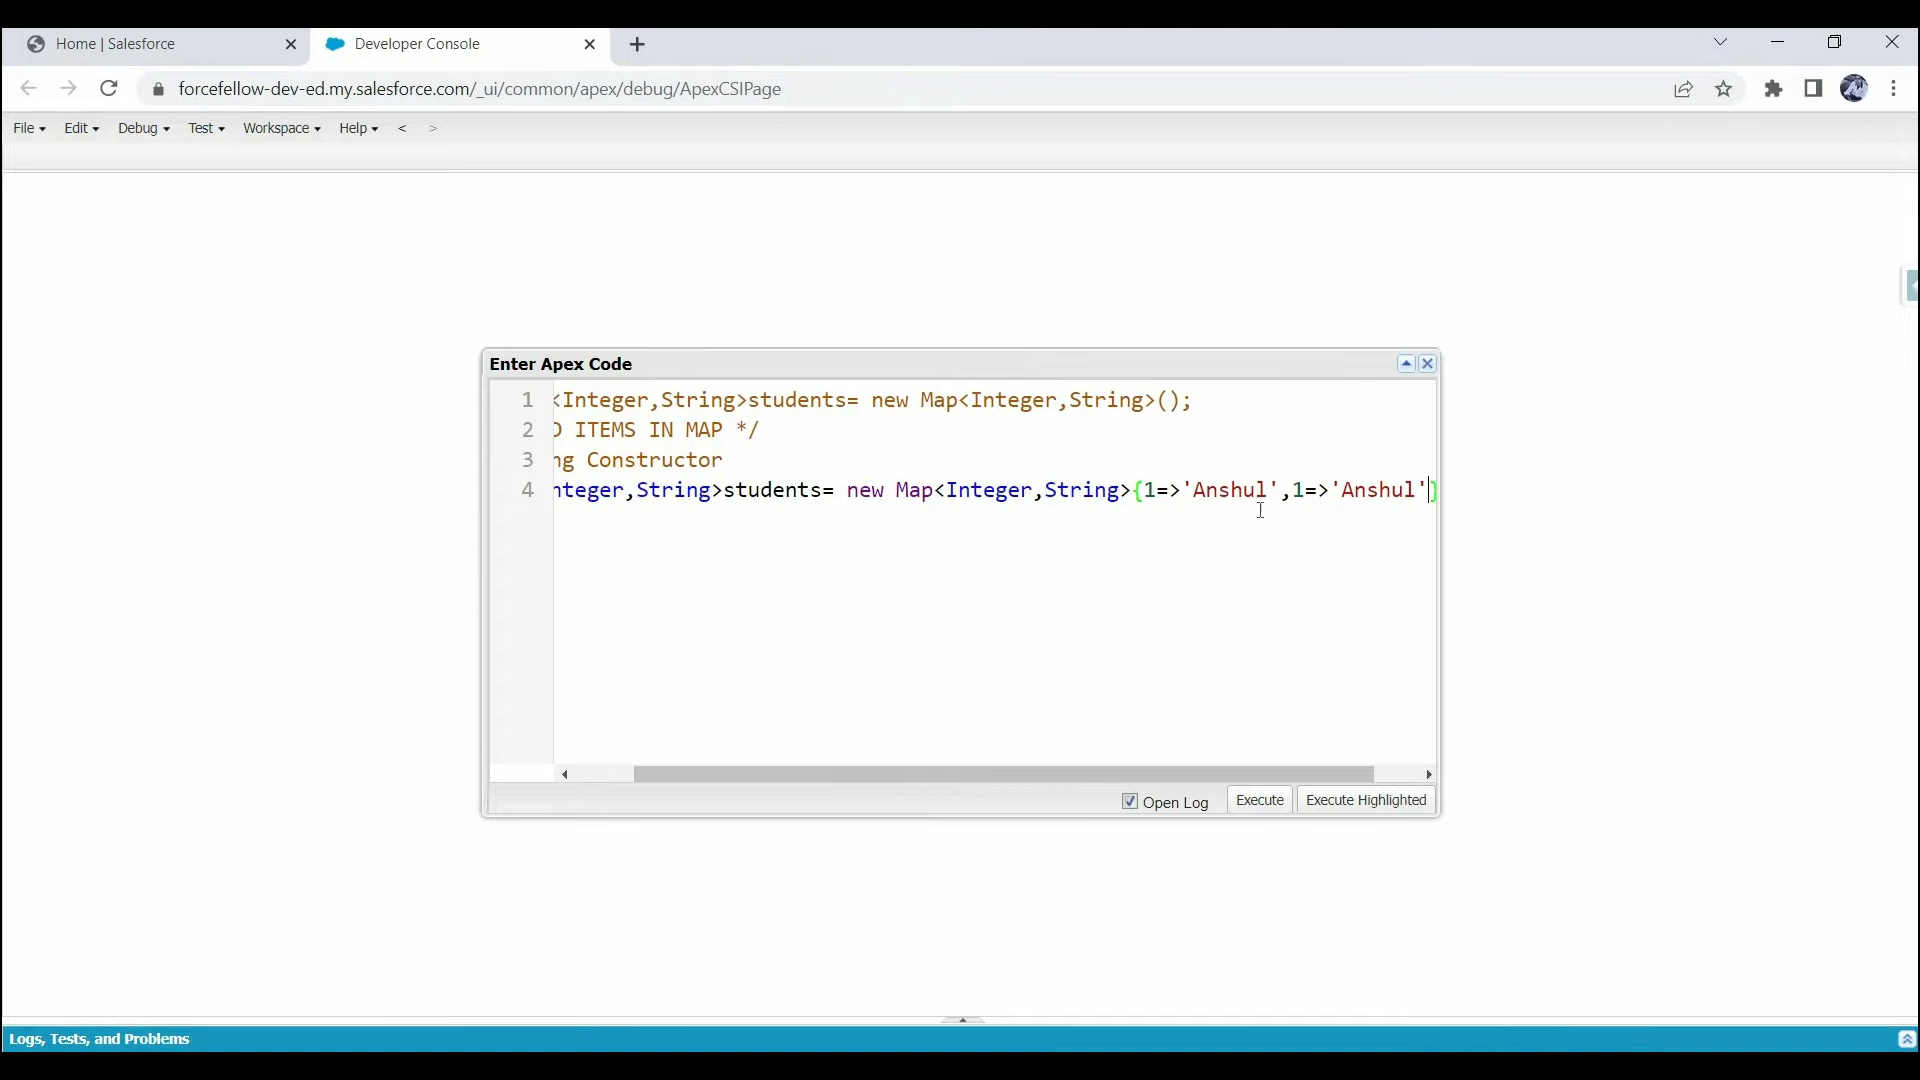 Home | Salesforce
Developer Console
forcefellow-dev-ed.my.salesforce.com/_ui/common/apex/debug/ApexCSIPage
File Edit Debug Test Workspace Help < >
Enter Apex Code
1 <Integer,String>students= new Map<Integer,String>();
2 D ITEMS IN MAP */
3 ng Constructor
4 nteger,String>students= new Map<Integer,String>{1=>'Anshul',1=>'Anshul'}
Open Log Execute Execute Highlighted
Logs, Tests, and Problems